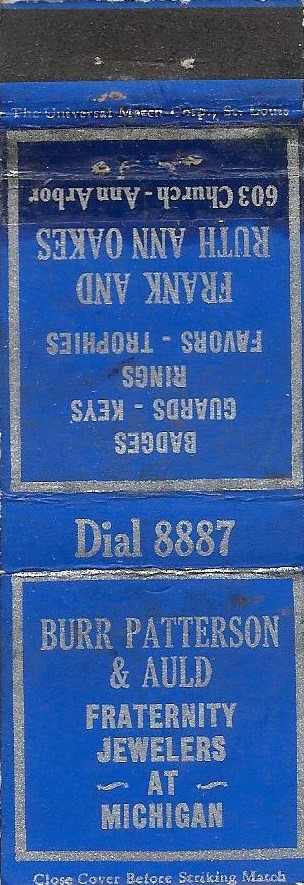 The Universal Match Corp., St. Louis
BADGES
GUARDS - KEYS
RINGS
FAVORS - TROPHIES
FRANK AND
RUTH ANN OAKES
603 Church - Ann Arbor
Dial 8887
BURR PATTERSON
& AULD
FRATERNITY
JEWELERS
~ AT ~
MICHIGAN
Close Cover Before Striking Match